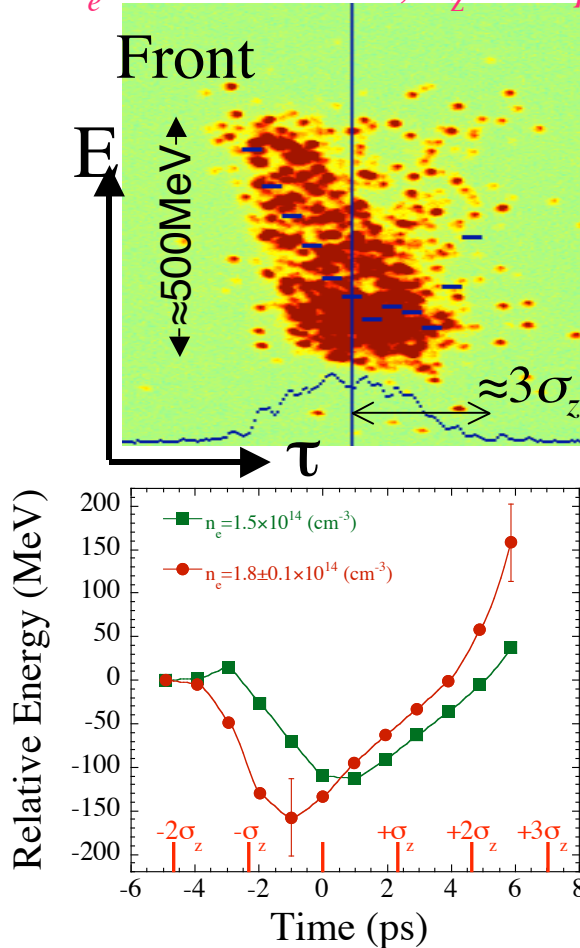 Front
E
≈500MeV
≈3σz
τ
Relative Energy (MeV)
200
150
100
50
0
-50
-100
-150
-200
ne=1.5×10^14 (cm^-3)
ne=1.8±0.1×10^14 (cm^-3)
-2σz
-σz
+σz
+2σz
+3σz
-6
-4
-2
0
2
4
6
8
Time (ps)